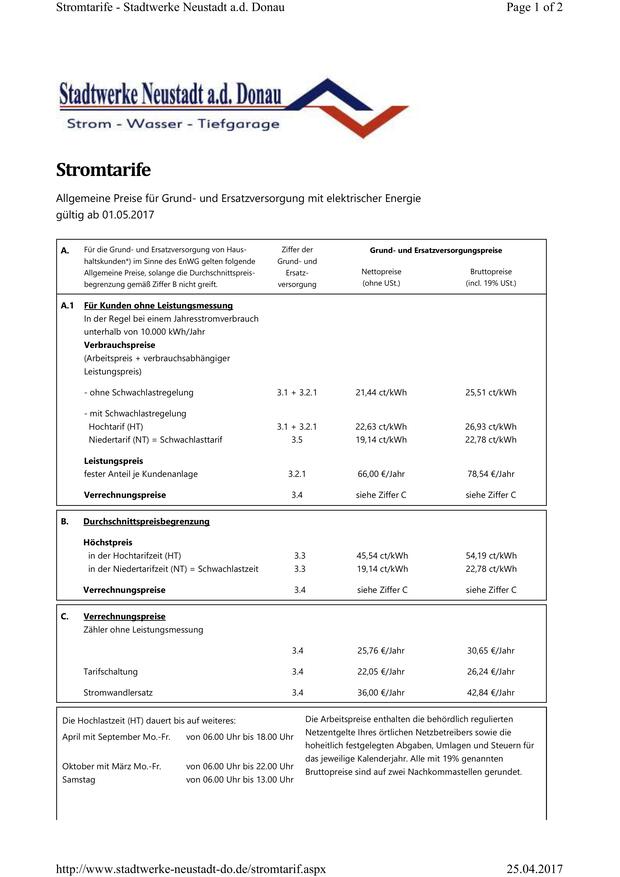 Stromtarife - Stadtwerke Neustadt a.d. Donau Page 1 of 2
Stadtwerke Neustadt a.d. Donau
Strom - Wasser - Tiefgarage
Stromtarife
Allgemeine Preise für Grund- und Ersatzversorgung mit elektrischer Energie
gültig ab 01.05.2017
A. Für die Grund- und Ersatzversorgung von Haus-
haltskunden*) im Sinne des EnWG gelten folgende
Allgemeine Preise, solange die Durchschnittspreis-
begrenzung gemäß Ziffer B nicht greift.
Ziffer der
Grund- und
Ersatz-
versorgung
Grund- und Ersatzversorgungspreise
Nettopreise
(ohne USt.)
Bruttopreise
(incl. 19% USt.)
A.1 Für Kunden ohne Leistungsmessung
In der Regel bei einem Jahresstromverbrauch
unterhalb von 10.000 kWh/Jahr
Verbrauchspreise
(Arbeitspreis + verbrauchsabhängiger
Leistungspreis)
- ohne Schwachlastregelung 3.1 + 3.2.1 21,44 ct/kWh 25,51 ct/kWh
- mit Schwachlastregelung
Hochtarif (HT) 3.1 + 3.2.1 22,63 ct/kWh 26,93 ct/kWh
Niedertarif (NT) = Schwachlasttarif 3.5 19,14 ct/kWh 22,78 ct/kWh
Leistungspreis
fester Anteil je Kundenanlage 3.2.1 66,00 €/Jahr 78,54 €/Jahr
Verrechnungspreise 3.4 siehe Ziffer C siehe Ziffer C
B. Durchschnittspreisbegrenzung
Höchstpreis
in der Hochtarifzeit (HT) 3.3 45,54 ct/kWh 54,19 ct/kWh
in der Niedertarifzeit (NT) = Schwachlastzeit 3.3 19,14 ct/kWh 22,78 ct/kWh
Verrechnungspreise 3.4 siehe Ziffer C siehe Ziffer C
C. Verrechnungspreise
Zähler ohne Leistungsmessung
3.4 25,76 €/Jahr 30,65 €/Jahr
Tarifschaltung 3.4 22,05 €/Jahr 26,24 €/Jahr
Stromwandlersatz 3.4 36,00 €/Jahr 42,84 €/Jahr
Die Hochlastzeit (HT) dauert bis auf weiteres:
April mit September Mo.-Fr. von 06.00 Uhr bis 18.00 Uhr
Oktober mit März Mo.-Fr. von 06.00 Uhr bis 22.00 Uhr
Samstag von 06.00 Uhr bis 13.00 Uhr
Die Arbeitspreise enthalten die behördlich regulierten
Netzentgelte Ihres örtlichen Netzbetreibers sowie die
hoheitlich festgelegten Abgaben, Umlagen und Steuern für
das jeweilige Kalenderjahr. Alle mit 19% genannten
Bruttopreise sind auf zwei Nachkommastellen gerundet.
http://www.stadtwerke-neustadt-do.de/stromtarif.aspx 25.04.2017